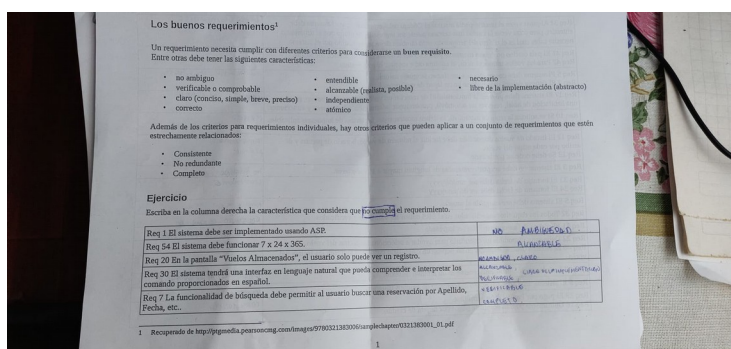 Los buenos requerimientos¹
Un requerimiento necesita cumplir con diferentes criterios para considerarse un buen requisito.
Entre otras debe tener las siguientes características:
• no ambiguo
• verificable o comprobable
• claro (conciso, simple, breve, preciso)
• correcto
• entendible
• alcanzable (realista, posible)
• independiente
• atómico
• necesario
• libre de la implementación (abstracto)
Además de los criterios para requerimientos individuales, hay otros criterios que pueden aplicar a un conjunto de requerimientos que estén
estrechamente relacionados:
• Consistente
• No redundante
• Completo
Ejercicio
Escriba en la columna derecha la característica que considera que no cumple el requerimiento.
Req 1 El sistema debe ser implementado usando ASP.
NO AMBIGUEDAD
Req 54 El sistema debe funcionar 7 x 24 x 365.
ALCANZABLE
Req 20 En la pantalla "Vuelos Almacenados", el usuario solo puede ver un registro.
CLARO
Req 30 El sistema tendrá una interfaz en lenguaje natural que pueda comprender e interpretar los
comando proporcionados en español.
ALCANZABLE
Req 7 La funcionalidad de búsqueda debe permitir al usuario buscar una reservación por Apellido,
Fecha, etc..
VERIFICABLE
COMPLETO
1 Recuperado de http://ptgmedia.pearsoncmg.com/images/9780321383006/samplechapter/0321383001_01.pdf
1